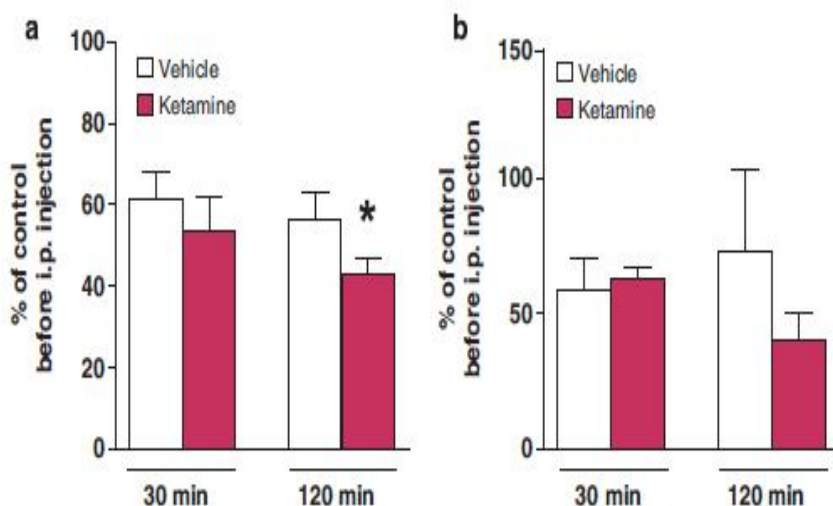 a
100
80
60
40
20
0
% of control
before i.p. injection
Vehicle
Ketamine
*
30 min
120 min
b
150
100
50
0
% of control
before i.p. injection
Vehicle
Ketamine
30 min
120 min